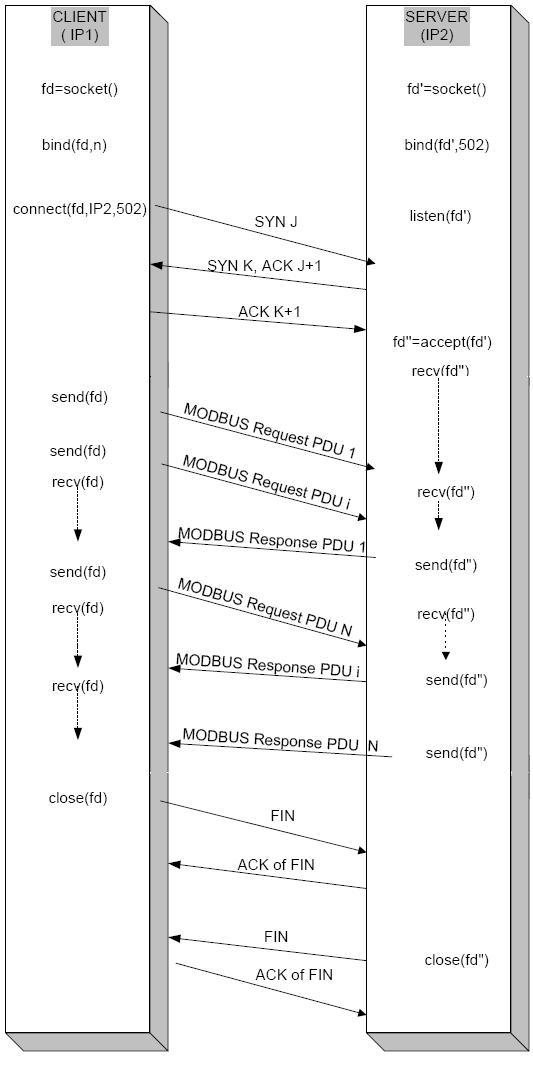 CLIENT
( IP1)
SERVER
(IP2)
fd=socket()
fd'=socket()
bind(fd,n)
bind(fd',502)
connect(fd,IP2,502)
listen(fd')
SYN J
SYN K, ACK J+1
ACK K+1
fd"=accept(fd')
recv(fd")
send(fd)
MODBUS Request PDU 1
send(fd)
MODBUS Request PDU i
recv(fd)
recv(fd")
MODBUS Response PDU 1
send(fd")
send(fd)
MODBUS Request PDU N
recv(fd)
recv(fd")
MODBUS Response PDU i
send(fd")
recv(fd)
MODBUS Response PDU N
send(fd")
close(fd)
FIN
ACK of FIN
FIN
close(fd")
ACK of FIN